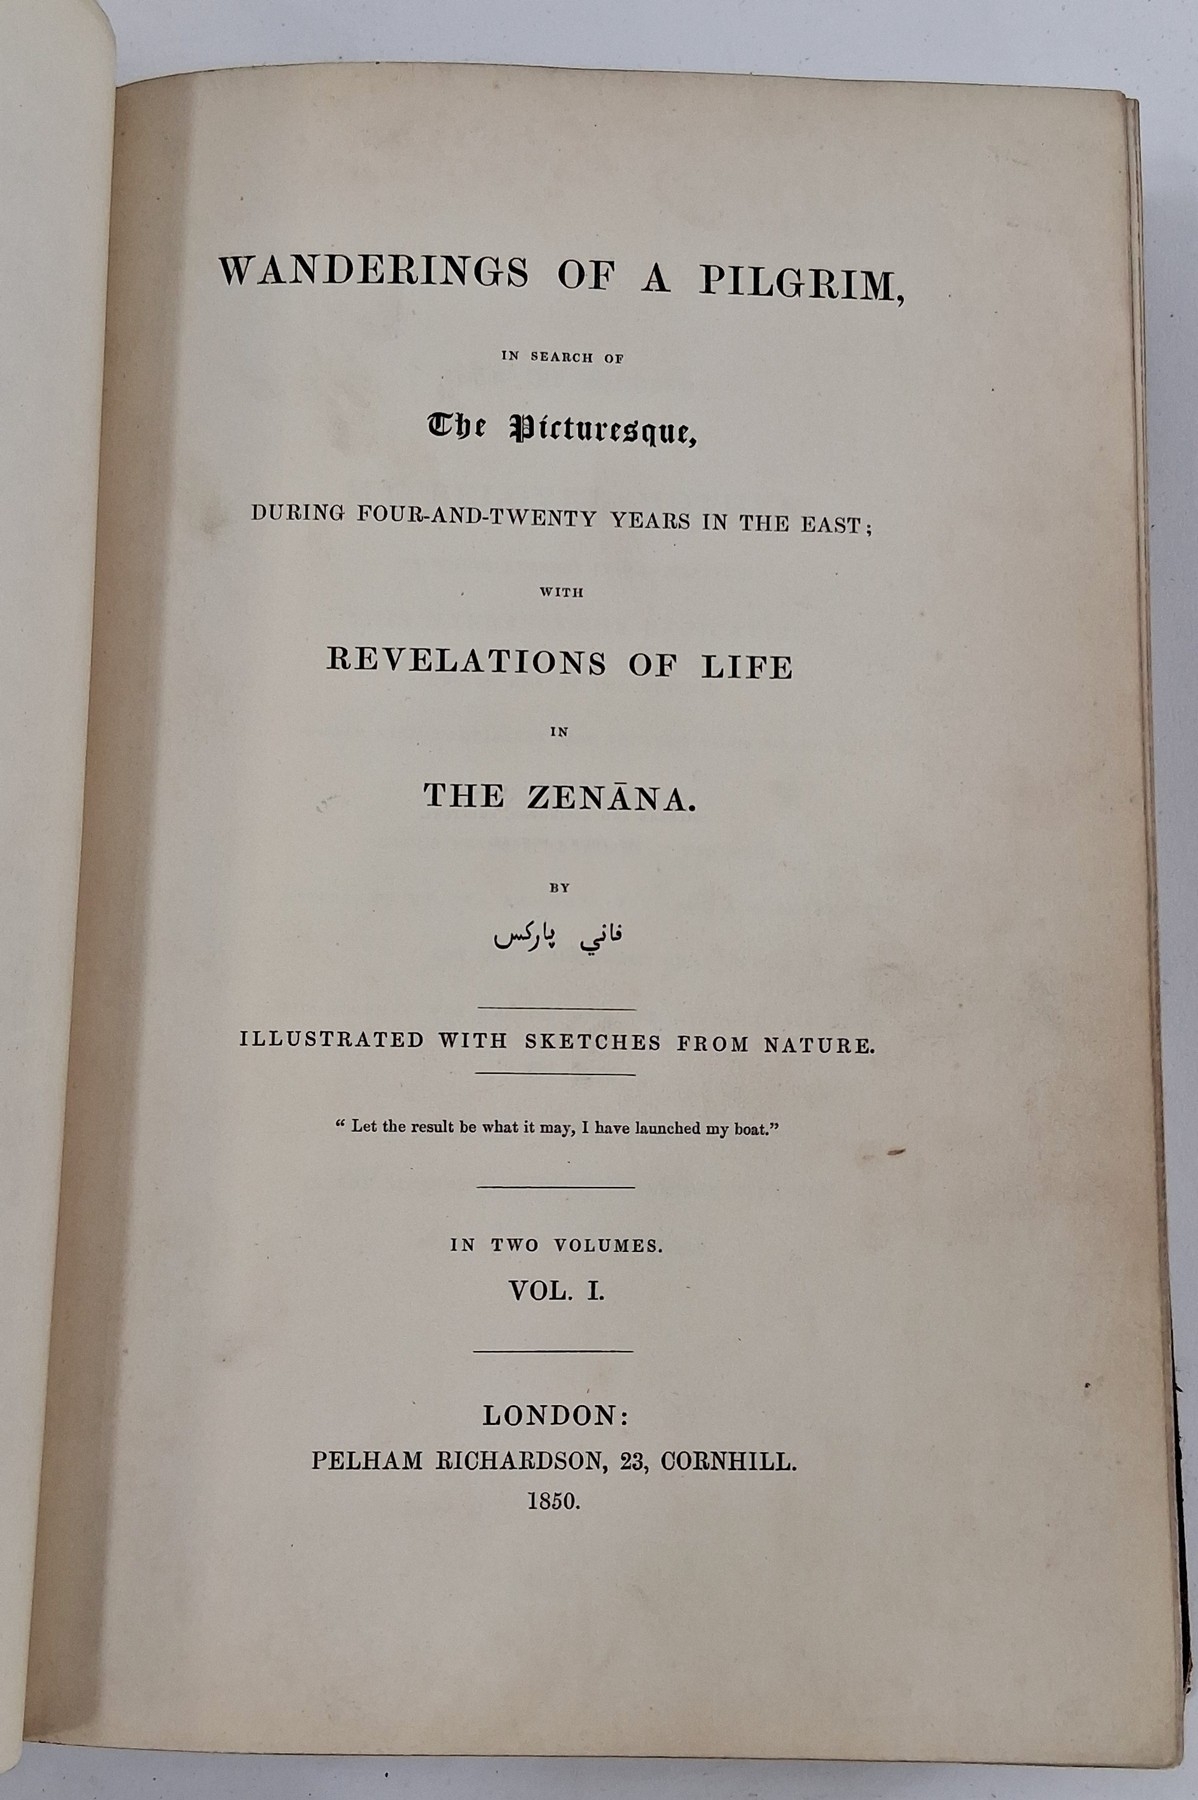 WANDERINGS OF A PILGRIM,
IN SEARCH OF
The Picturesque,
DURING FOUR-AND-TWENTY YEARS IN THE EAST;
WITH
REVELATIONS OF LIFE
IN
THE ZENĀNA.
BY
فاني پاركس
ILLUSTRATED WITH SKETCHES FROM NATURE.
“ Let the result be what it may, I have launched my boat.”
IN TWO VOLUMES.
VOL. I.
LONDON:
PELHAM RICHARDSON, 23, CORNHILL.
1850.